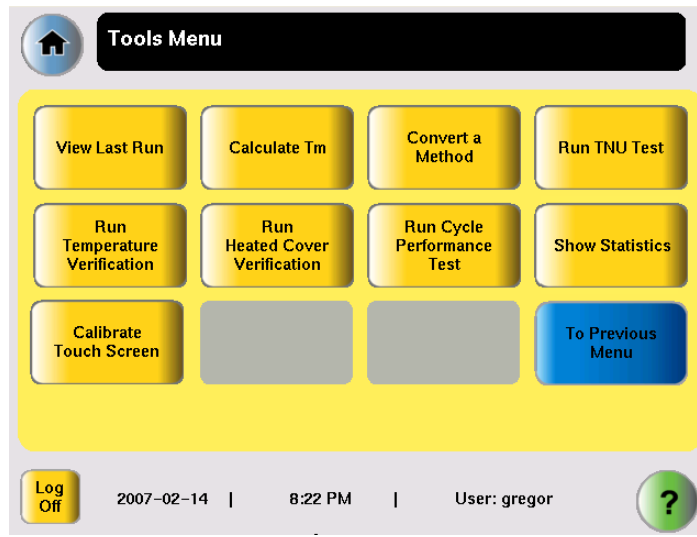 Tools Menu
View Last Run
Calculate Tm
Convert a
Method
Run TNU Test
Run
Temperature
Verification
Run
Heated Cover
Verification
Run Cycle
Performance
Test
Show Statistics
Calibrate
Touch Screen
To Previous
Menu
Log
Off
2007-02-14 | 8:22 PM | User: gregor
?